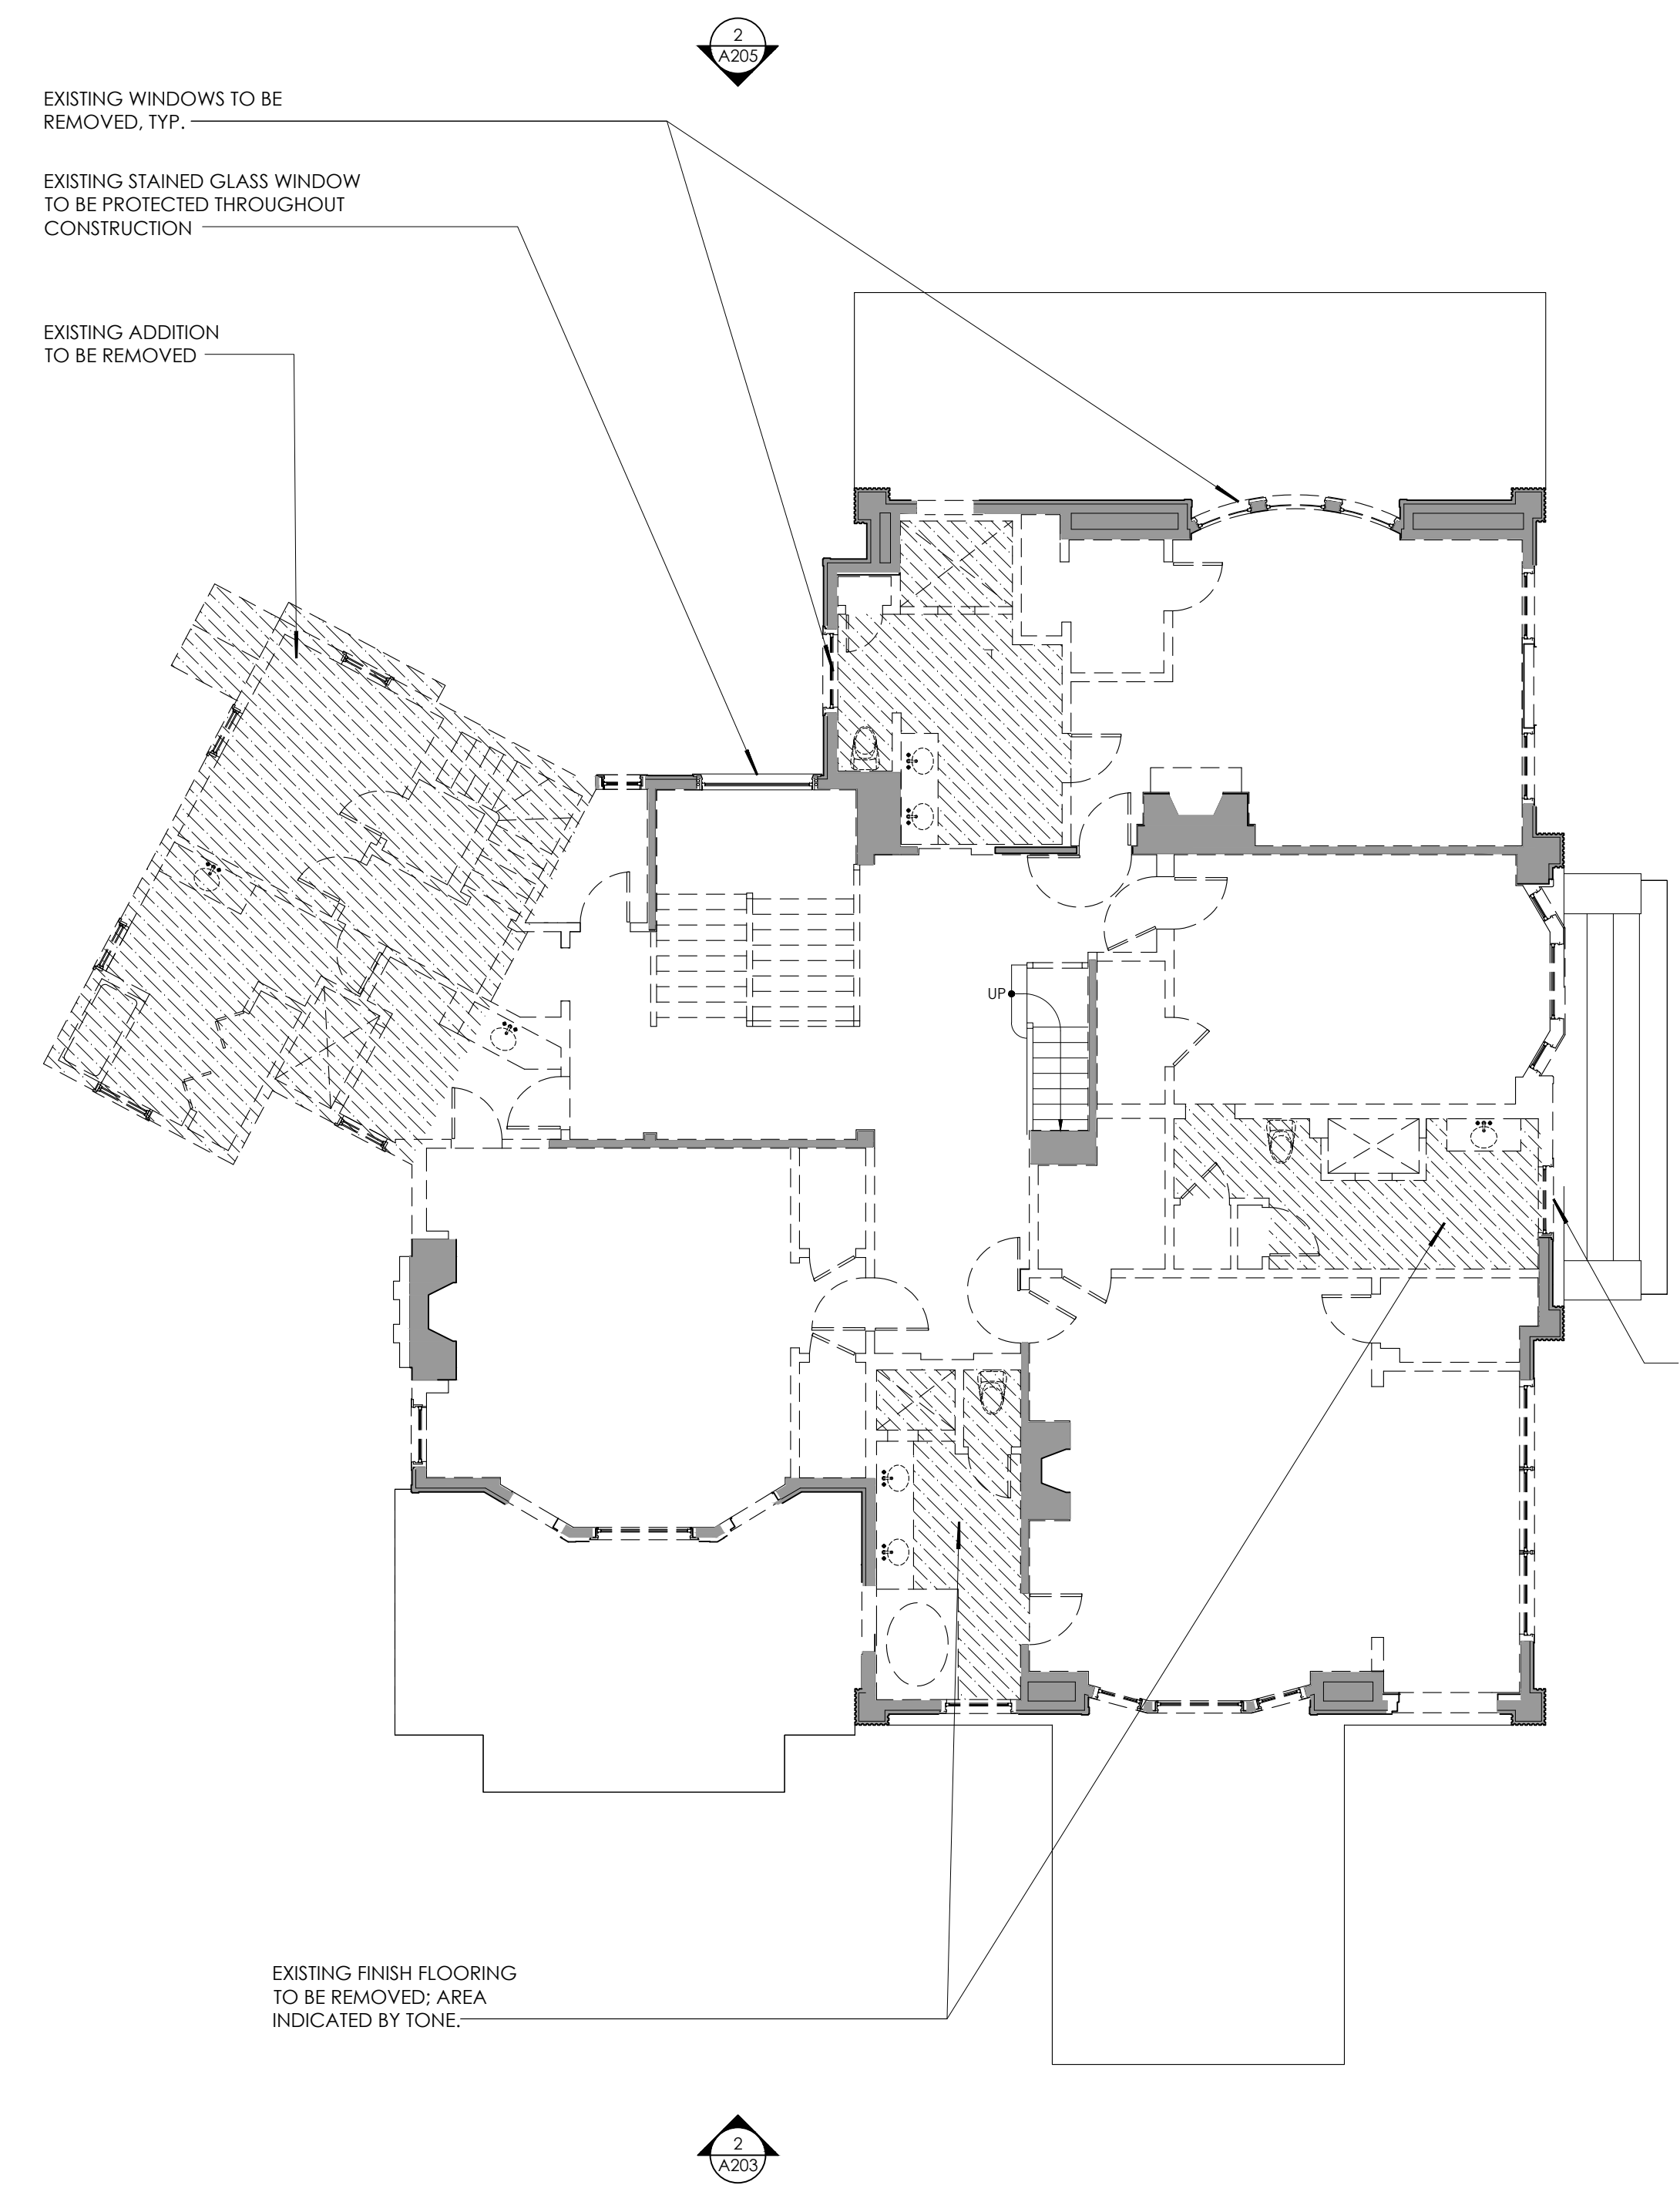 2
A205
EXISTING WINDOWS TO BE
REMOVED, TYP.
EXISTING STAINED GLASS WINDOW
TO BE PROTECTED THROUGHOUT
CONSTRUCTION
EXISTING ADDITION
TO BE REMOVED
UP
EXISTING FINISH FLOORING
TO BE REMOVED; AREA
INDICATED BY TONE.
2
A203